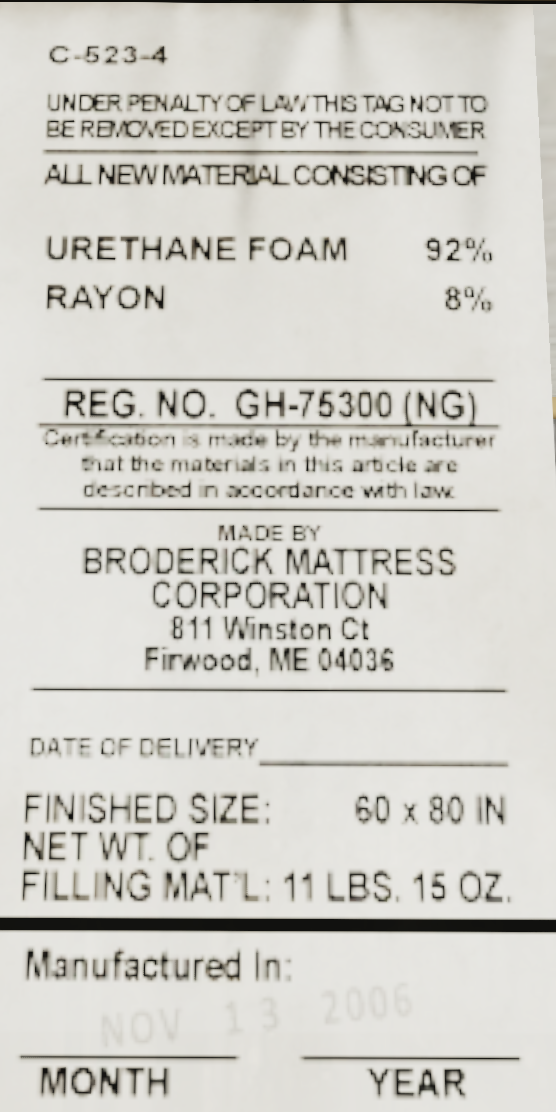 C-523-4
UNDER PENALTY OF LAW THIS TAG NOT TO
BE REMOVED EXCEPT BY THE CONSUMER
ALL NEW MATERIAL CONSISTING OF
URETHANE FOAM 92%
RAYON 8%
REG. NO. GH-75300 (NG)
Certification is made by the manufacturer
that the materials in this article are
described in accordance with law.
MADE BY
BRODERICK MATTRESS
CORPORATION
811 Winston Ct
Firwood, ME 04036
DATE OF DELIVERY
FINISHED SIZE: 60 x 80 IN
NET WT. OF
FILLING MAT'L: 11 LBS. 15 OZ.
Manufactured In:
NOV 13 2006
MONTH YEAR